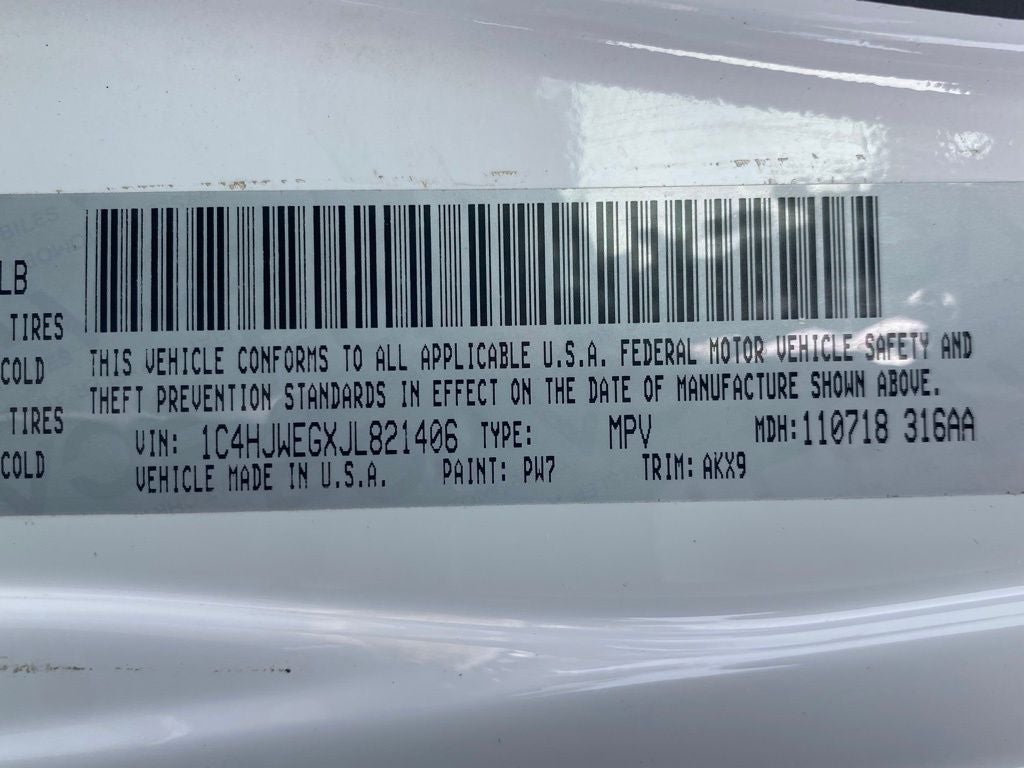 LB
TIRES
COLD
TIRES
COLD
THIS VEHICLE CONFORMS TO ALL APPLICABLE U.S.A. FEDERAL MOTOR VEHICLE SAFETY AND
THEFT PREVENTION STANDARDS IN EFFECT ON THE DATE OF MANUFACTURE SHOWN ABOVE.
VIN: 1C4HJWEGXJL821406 TYPE: MPV MDH:110718 316AA
VEHICLE MADE IN U.S.A. PAINT: PW7 TRIM: AKX9